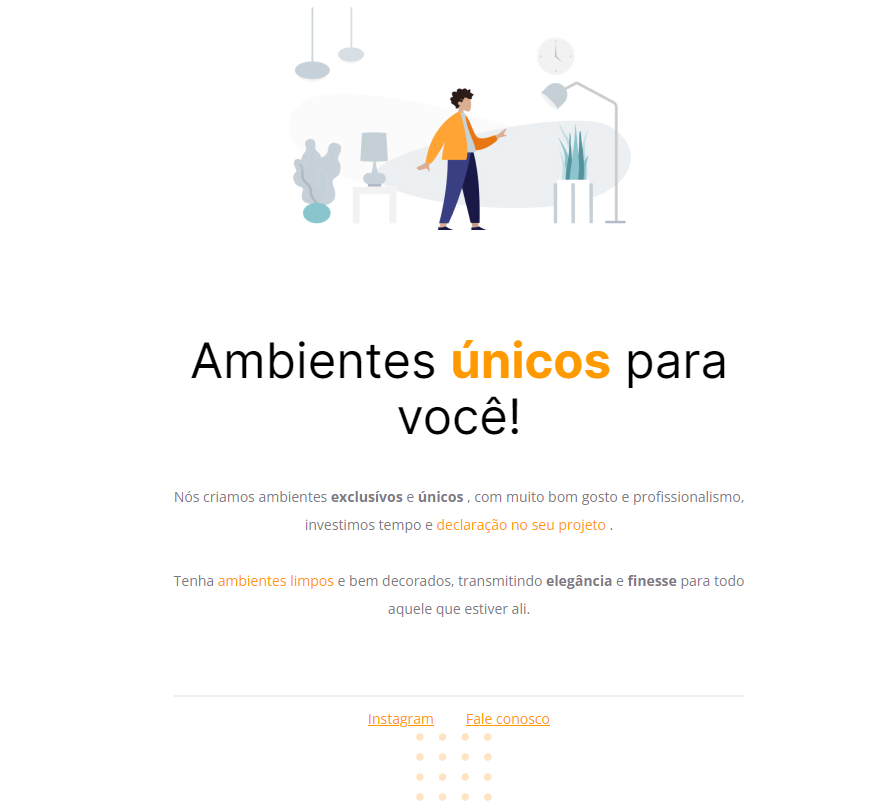 Ambientes únicos para
você!
Nós criamos ambientes exclusívos e únicos , com muito bom gosto e profissionalismo,
investimos tempo e declaração no seu projeto .
Tenha ambientes limpos e bem decorados, transmitindo elegância e finesse para todo
aquele que estiver ali.
Instagram Fale conosco